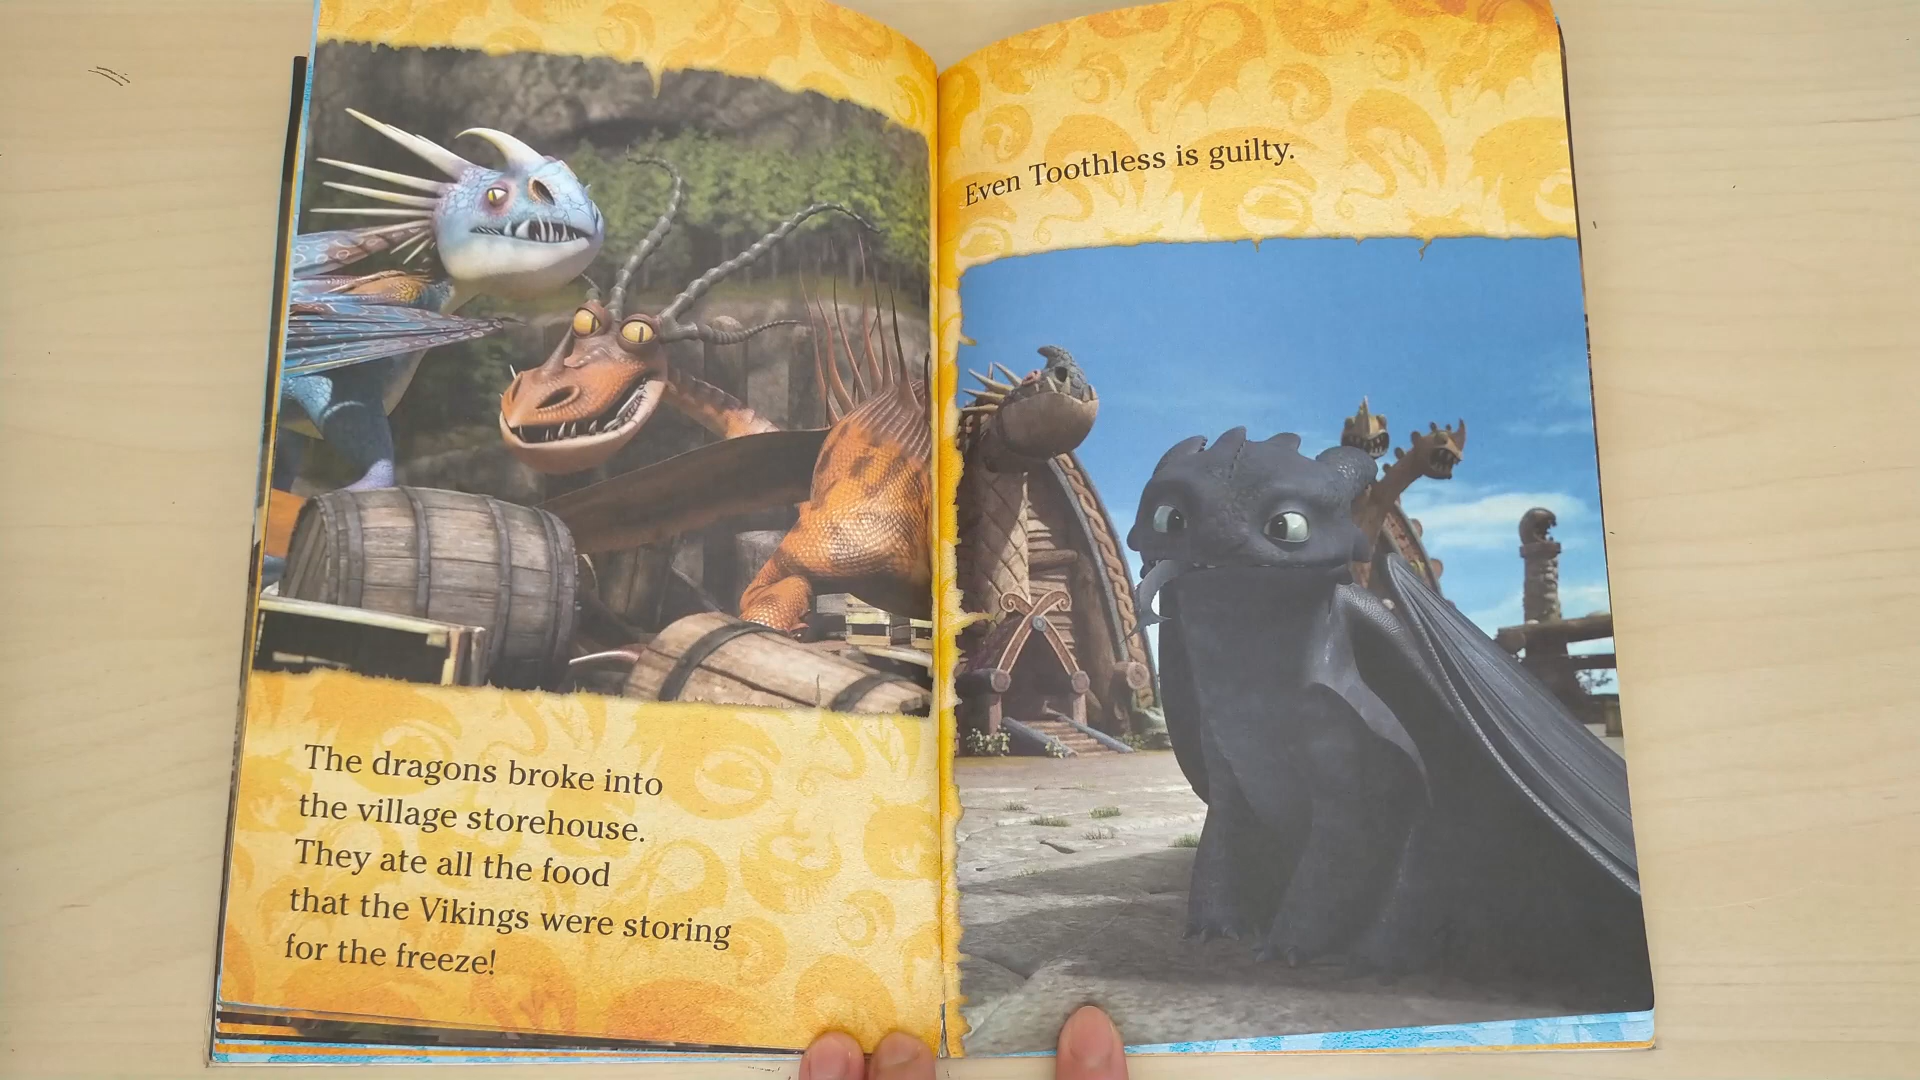 The dragons broke into
the village storehouse.
They ate all the food
that the Vikings were storing
for the freeze!
Even Toothless is guilty.